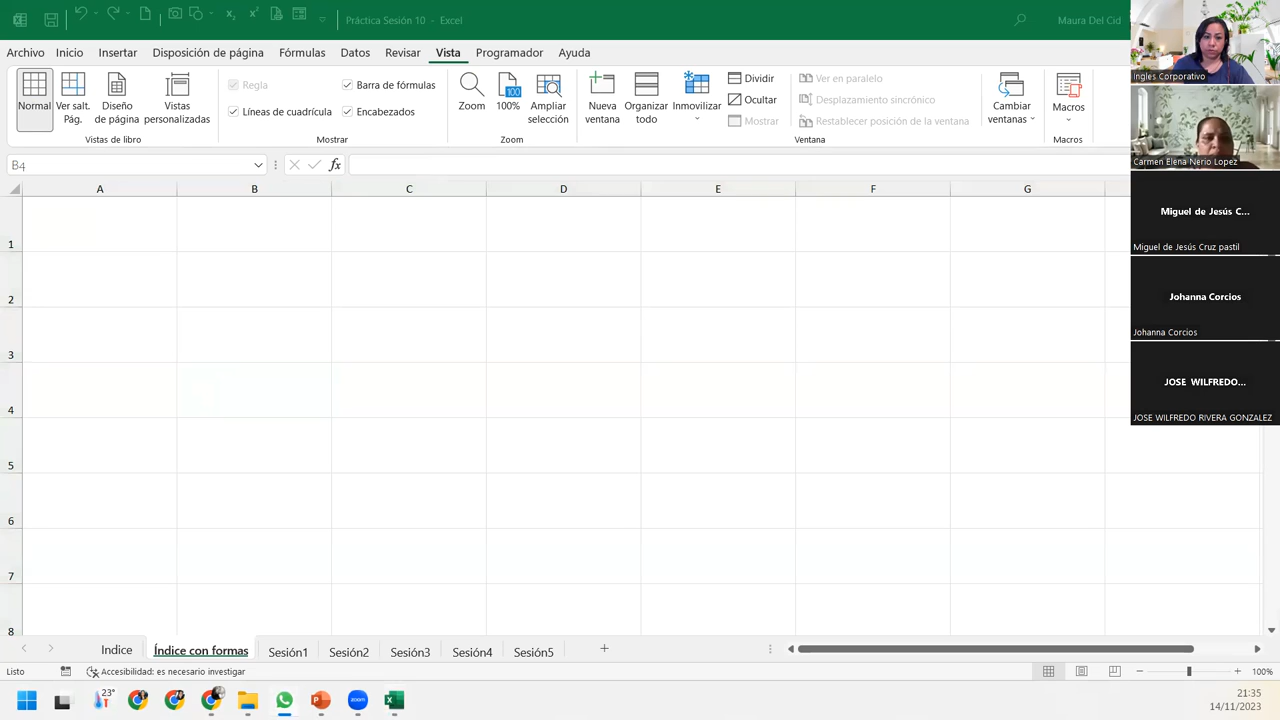 Práctica Sesión 10 - Excel
Maura Del Cid
Archivo Inicio Insertar Disposición de página Fórmulas Datos Revisar Vista Programador Ayuda
Normal
Ver salt. Pág.
Diseño de página
Vistas personalizadas
Vistas de libro
Regla
Barra de fórmulas
Líneas de cuadrícula
Encabezados
Mostrar
Zoom
100
100%
Ampliar selección
Zoom
Nueva ventana
Organizar todo
Inmovilizar
Dividir
Ocultar
Mostrar
Ver en paralelo
Desplazamiento sincrónico
Restablecer posición de la ventana
Ventana
Cambiar ventanas
Macros
Macros
B4
fx
A B C D E F G
1
2
3
4
5
6
7
8
Ingles Corporativo
Carmen Elena Nerio Lopez
Miguel de Jesús C...
Miguel de Jesús Cruz pastil
Johanna Corcios
Johanna Corcios
JOSE WILFREDO...
JOSE WILFREDO RIVERA GONZALEZ
Indice Índice con formas Sesión1 Sesión2 Sesión3 Sesión4 Sesión5
Listo
Accesibilidad: es necesario investigar
100%
23°
zoom
21:35
14/11/2023